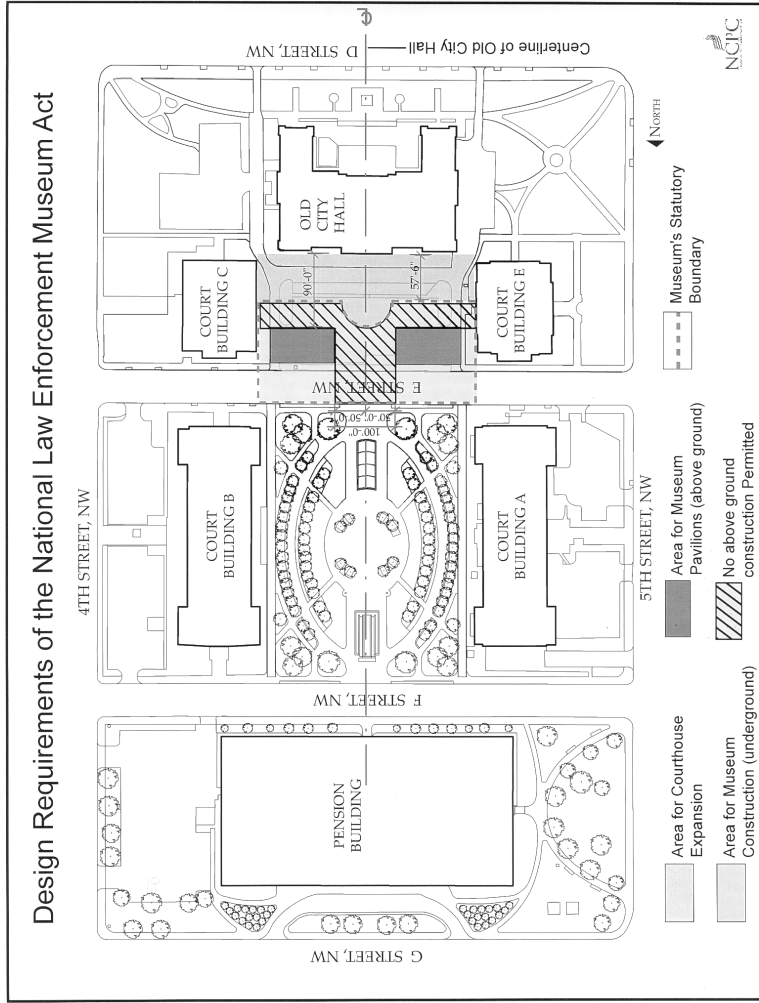 Design Requirements of the National Law Enforcement Museum Act
4TH STREET, NW
5TH STREET, NW
G STREET, NW
F STREET, NW
E STREET, NW
D STREET, NW
Centerline of Old City Hall
PENSION
BUILDING
COURT
BUILDING B
COURT
BUILDING A
COURT
BUILDING C
COURT
BUILDING E
OLD
CITY
HALL
90'-0"
57'-6"
100'-0"
50'-0"
50'-0"
NORTH
NCPC
Area for Courthouse
Expansion
Area for Museum
Construction (underground)
Area for Museum
Pavilions (above ground)
No above ground
construction Permitted
Museum's Statutory
Boundary